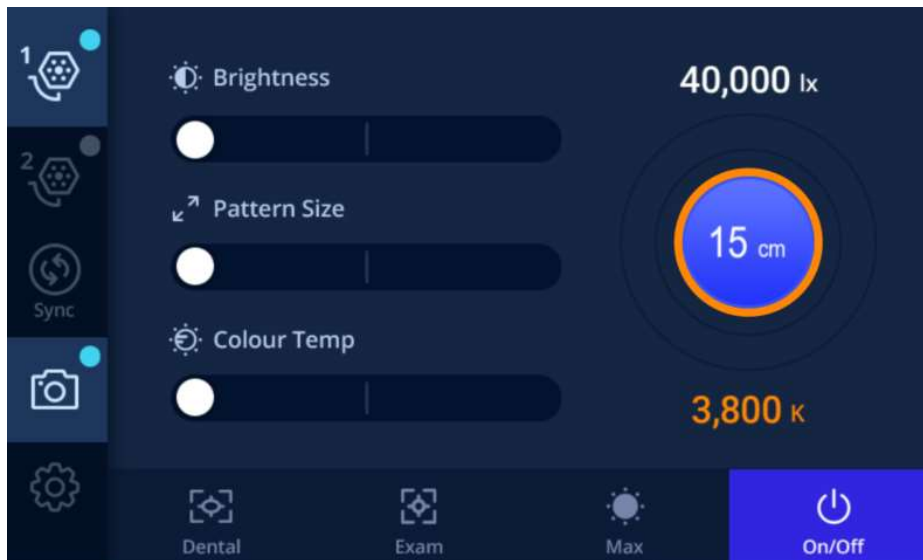 1
2
Sync
Brightness
Pattern Size
Colour Temp
40,000 lx
15 cm
3,800 K
Dental
Exam
Max
On/Off